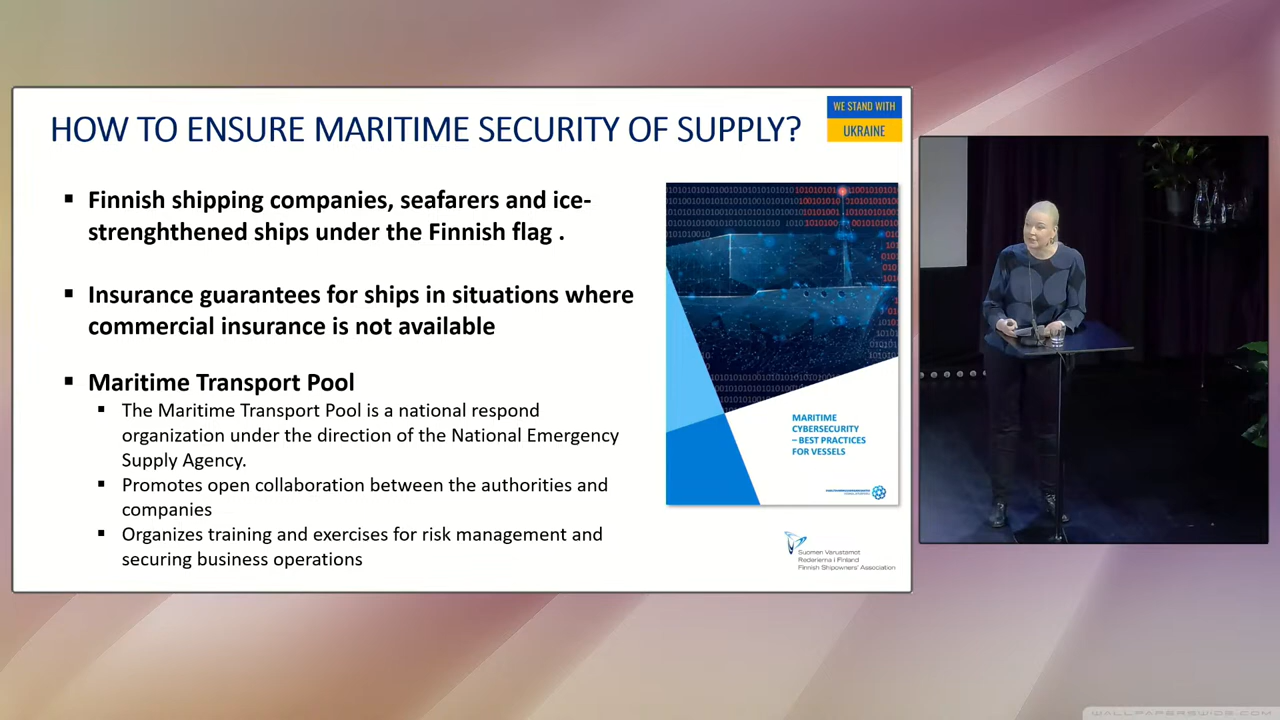 HOW TO ENSURE MARITIME SECURITY OF SUPPLY?
WE STAND WITH
UKRAINE
▪ Finnish shipping companies, seafarers and ice-
strenghthened ships under the Finnish flag .
▪ Insurance guarantees for ships in situations where
commercial insurance is not available
▪ Maritime Transport Pool
▪ The Maritime Transport Pool is a national respond
organization under the direction of the National Emergency
Supply Agency.
▪ Promotes open collaboration between the authorities and
companies
▪ Organizes training and exercises for risk management and
securing business operations
MARITIME
CYBERSECURITY
– BEST PRACTICES
FOR VESSELS
Suomen Varustamot
Rederierna i Finland
Finnish Shipowners' Association
WALLPAPERSWIDE.COM